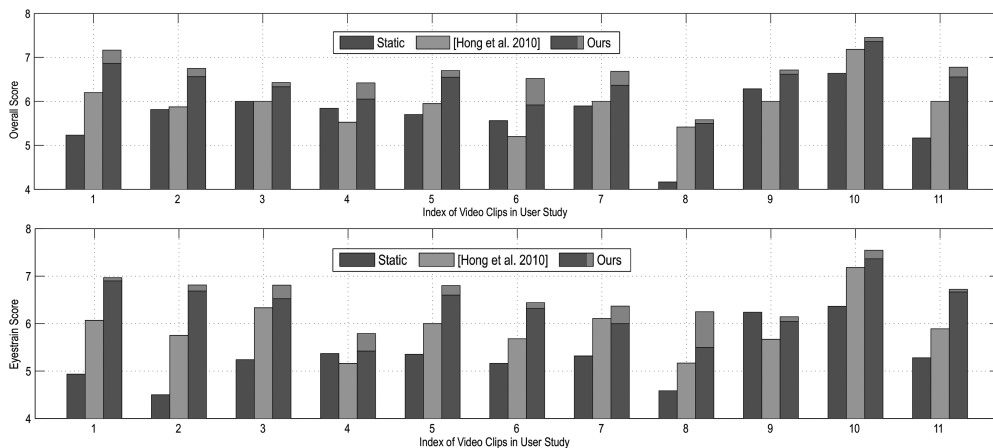 8
7
6
5
4
Overall Score
Static [Hong et al. 2010] Ours
1 2 3 4 5 6 7 8 9 10 11
Index of Video Clips in User Study
8
7
6
5
4
Eyestrain Score
Static [Hong et al. 2010] Ours
1 2 3 4 5 6 7 8 9 10 11
Index of Video Clips in User Study